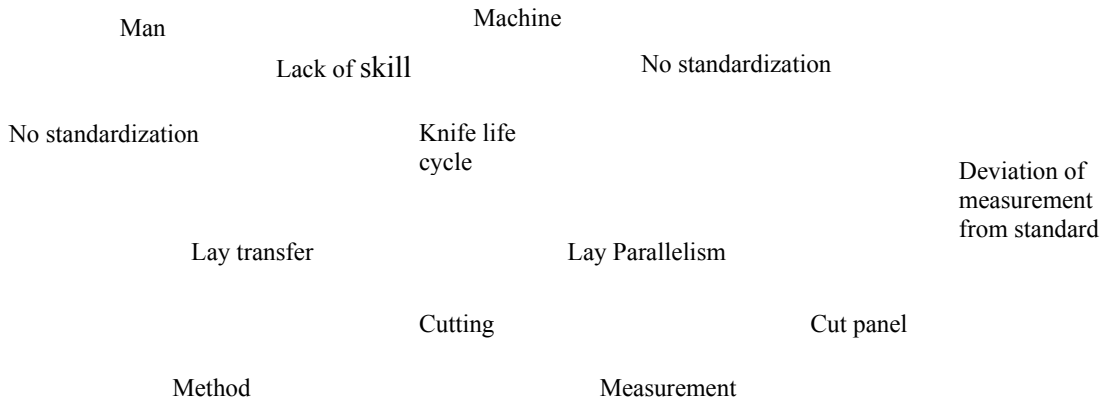 Man
Machine
Lack of skill
No standardization
No standardization
Knife life
cycle
Deviation of
measurement
from standard
Lay transfer
Lay Parallelism
Cutting
Cut panel
Method
Measurement